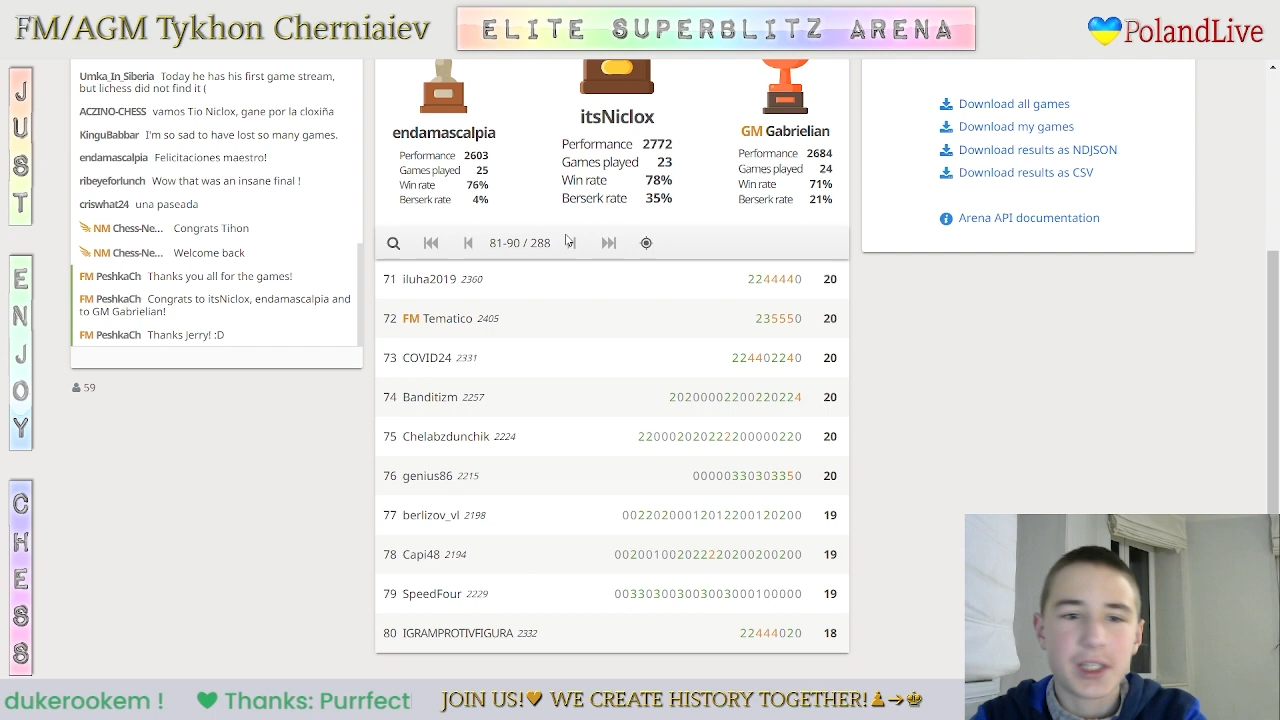 FM/AGM Tykhon Cherniaiev
ELITE SUPERBLITZ ARENA
PolandLive
JUST
ENJOY
CHESS
Umka_In_Siberia Today he has his first game stream,
but lichess did not find it (
ACZINO-CHESS vamos Tio Niclox, gane por la cloxiña
KinguBabbar I'm so sad to have lost so many games.
endamascalpia Felicitaciones maestro!
ribeyeforlunch Wow that was an insane final !
criswhat24 una paseada
NM Chess-Ne... Congrats Tihon
NM Chess-Ne... Welcome back
FM PeshkaCh Thanks you all for the games!
FM PeshkaCh Congrats to itsNiclox, endamascalpia and
to GM Gabrielian!
FM PeshkaCh Thanks Jerry! :D
59
endamascalpia
Performance 2603
Games played 25
Win rate 76%
Berserk rate 4%
itsNiclox
Performance 2772
Games played 23
Win rate 78%
Berserk rate 35%
GM Gabrielian
Performance 2684
Games played 24
Win rate 71%
Berserk rate 21%
81-90 / 288
71 iluha2019 2360 2244440 20
72 FM Tematico 2405 235550 20
73 COVID24 2331 224402240 20
74 Banditizm 2257 20200002200220224 20
75 Chelabzdunchik 2224 220002020222200000220 20
76 genius86 2215 00000330303350 20
77 berlizov_vl 2198 00220200012012200120200 19
78 Capi48 2194 002001002022220200200200 19
79 SpeedFour 2229 003303003003003000100000 19
80 IGRAMPROTIVFIGURA 2332 22444020 18
Download all games
Download my games
Download results as NDJSON
Download results as CSV
Arena API documentation
dukerookem ! Thanks: Purrfect
JOIN US! WE CREATE HISTORY TOGETHER!